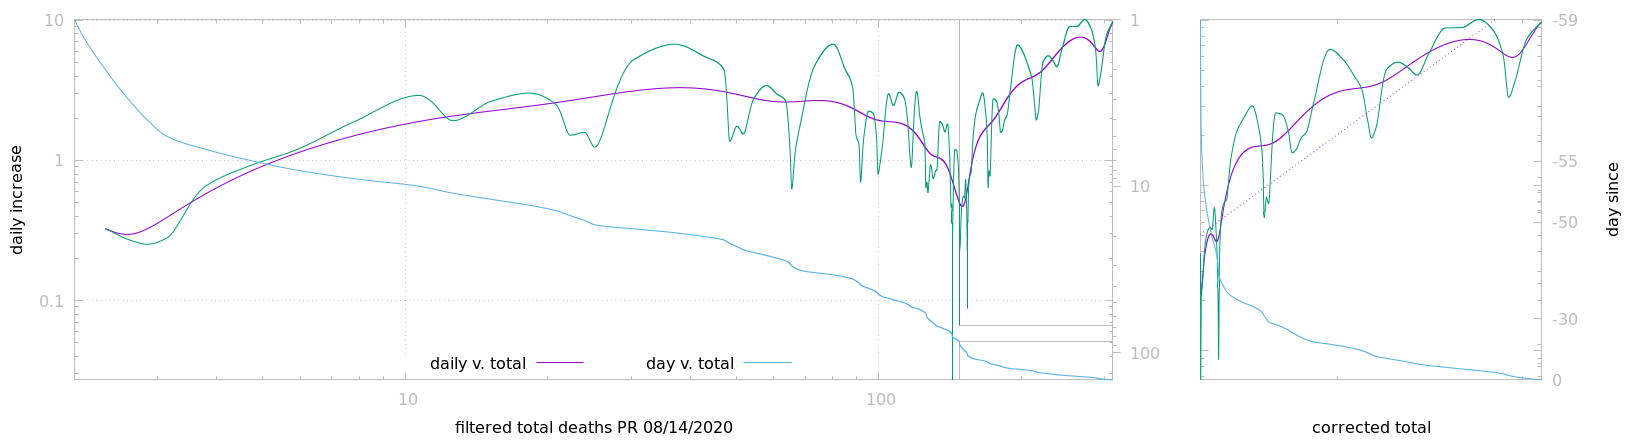 10
1
0.1
daily increase
10
100
1
10
100
daily v. total
day v. total
filtered total deaths PR 08/14/2020
-59
-55
-50
-30
0
day since
corrected total